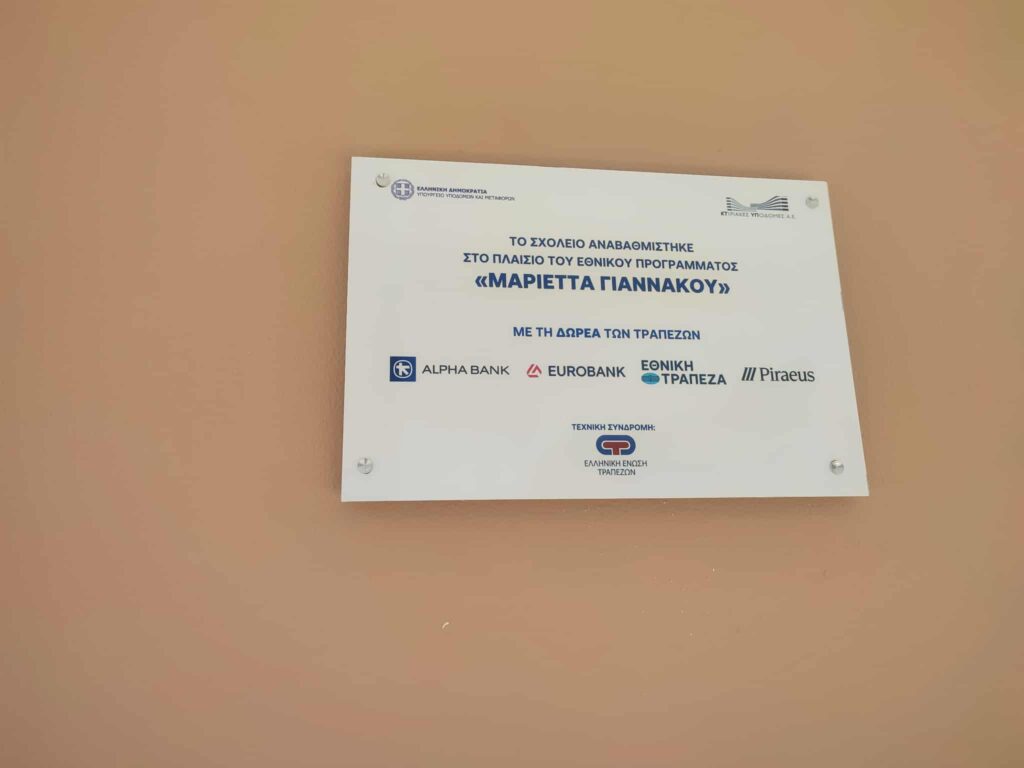 ΕΛΛΗΝΙΚΗ ΔΗΜΟΚΡΑΤΙΑ
ΥΠΟΥΡΓΕΙΟ ΥΠΟΔΟΜΩΝ ΚΑΙ ΜΕΤΑΦΟΡΩΝ
ΚΤΙΡΙΑΚΕΣ ΥΠΟΔΟΜΕΣ Α.Ε.
ΤΟ ΣΧΟΛΕΙΟ ΑΝΑΒΑΘΜΙΣΤΗΚΕ
ΣΤΟ ΠΛΑΙΣΙΟ ΤΟΥ ΕΘΝΙΚΟΥ ΠΡΟΓΡΑΜΜΑΤΟΣ
«ΜΑΡΙΕΤΤΑ ΓΙΑΝΝΑΚΟΥ»
ΜΕ ΤΗ ΔΩΡΕΑ ΤΩΝ ΤΡΑΠΕΖΩΝ
ALPHA BANK
EUROBANK
ΕΘΝΙΚΗ
ΤΡΑΠΕΖΑ
Piraeus
ΤΕΧΝΙΚΗ ΣΥΝΔΡΟΜΗ:
ΕΛΛΗΝΙΚΗ ΕΝΩΣΗ
ΤΡΑΠΕΖΩΝ